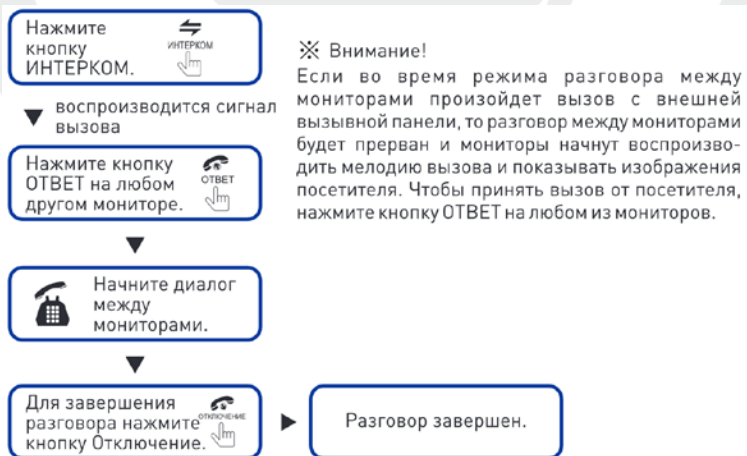 Нажмите
кнопку
ИНТЕРКОМ.
ИНТЕРКОМ
воспроизводится сигнал
вызова
Нажмите кнопку
ОТВЕТ на любом
другом мониторе.
ОТВЕТ
Начните диалог
между
мониторами.
Для завершения
разговора нажмите
кнопку Отключение.
ОТКЛЮЧЕНИЕ
Разговор завершен.
※ Внимание!
Если во время режима разговора между
мониторами произойдет вызов с внешней
вызывной панели, то разговор между мониторами
будет прерван и мониторы начнут воспроизво-
дить мелодию вызова и показывать изображения
посетителя. Чтобы принять вызов от посетителя,
нажмите кнопку ОТВЕТ на любом из мониторов.